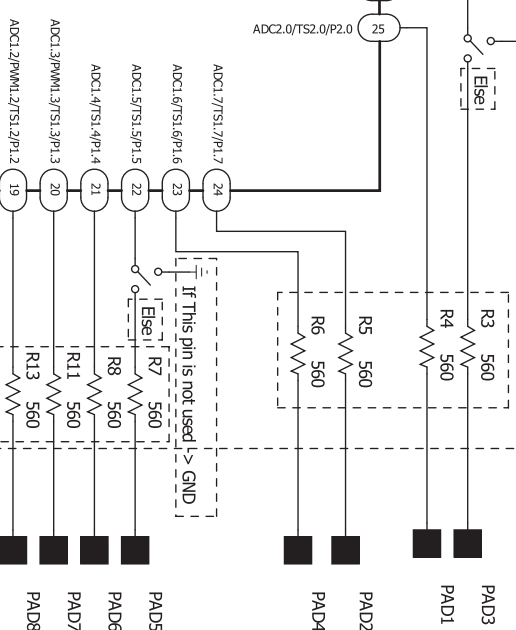 ADC2.0/TS2.0/P2.0
25
Else
ADC1.2/PWM1.2/TS1.2/P1.2
ADC1.3/PWM1.3/TS1.3/P1.3
ADC1.4/TS1.4/P1.4
ADC1.5/TS1.5/P1.5
ADC1.6/TS1.6/P1.6
ADC1.7/TS1.7/P1.7
19
20
21
22
23
24
Else
If This pin is not used -> GND
R13 560
R11 560
R8 560
R7 560
R6 560
R5 560
R4 560
R3 560
PAD8
PAD7
PAD6
PAD5
PAD4
PAD2
PAD1
PAD3